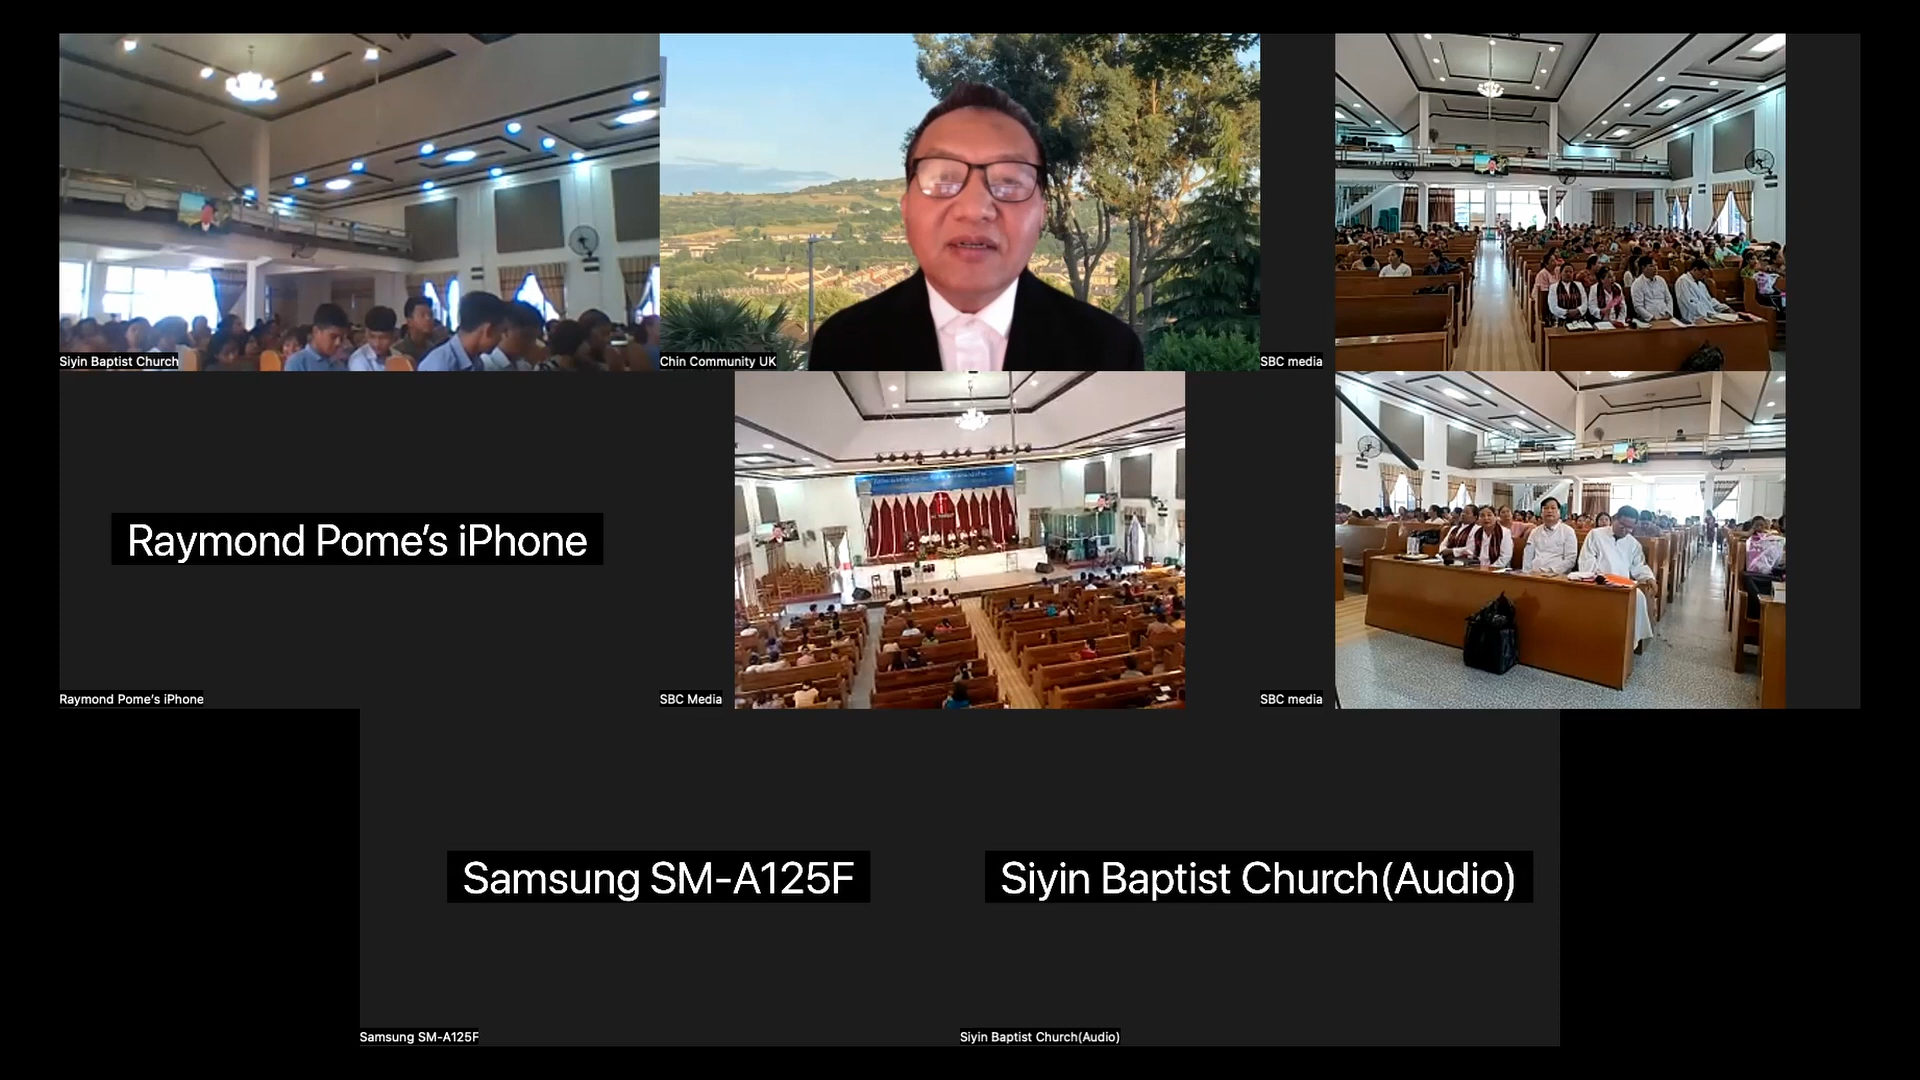 Siyin Baptist Church
Chin Community UK
SBC media
Raymond Pome's iPhone
Raymond Pome's iPhone
SBC Media
SBC media
Samsung SM-A125F
Siyin Baptist Church(Audio)
Samsung SM-A125F
Siyin Baptist Church(Audio)